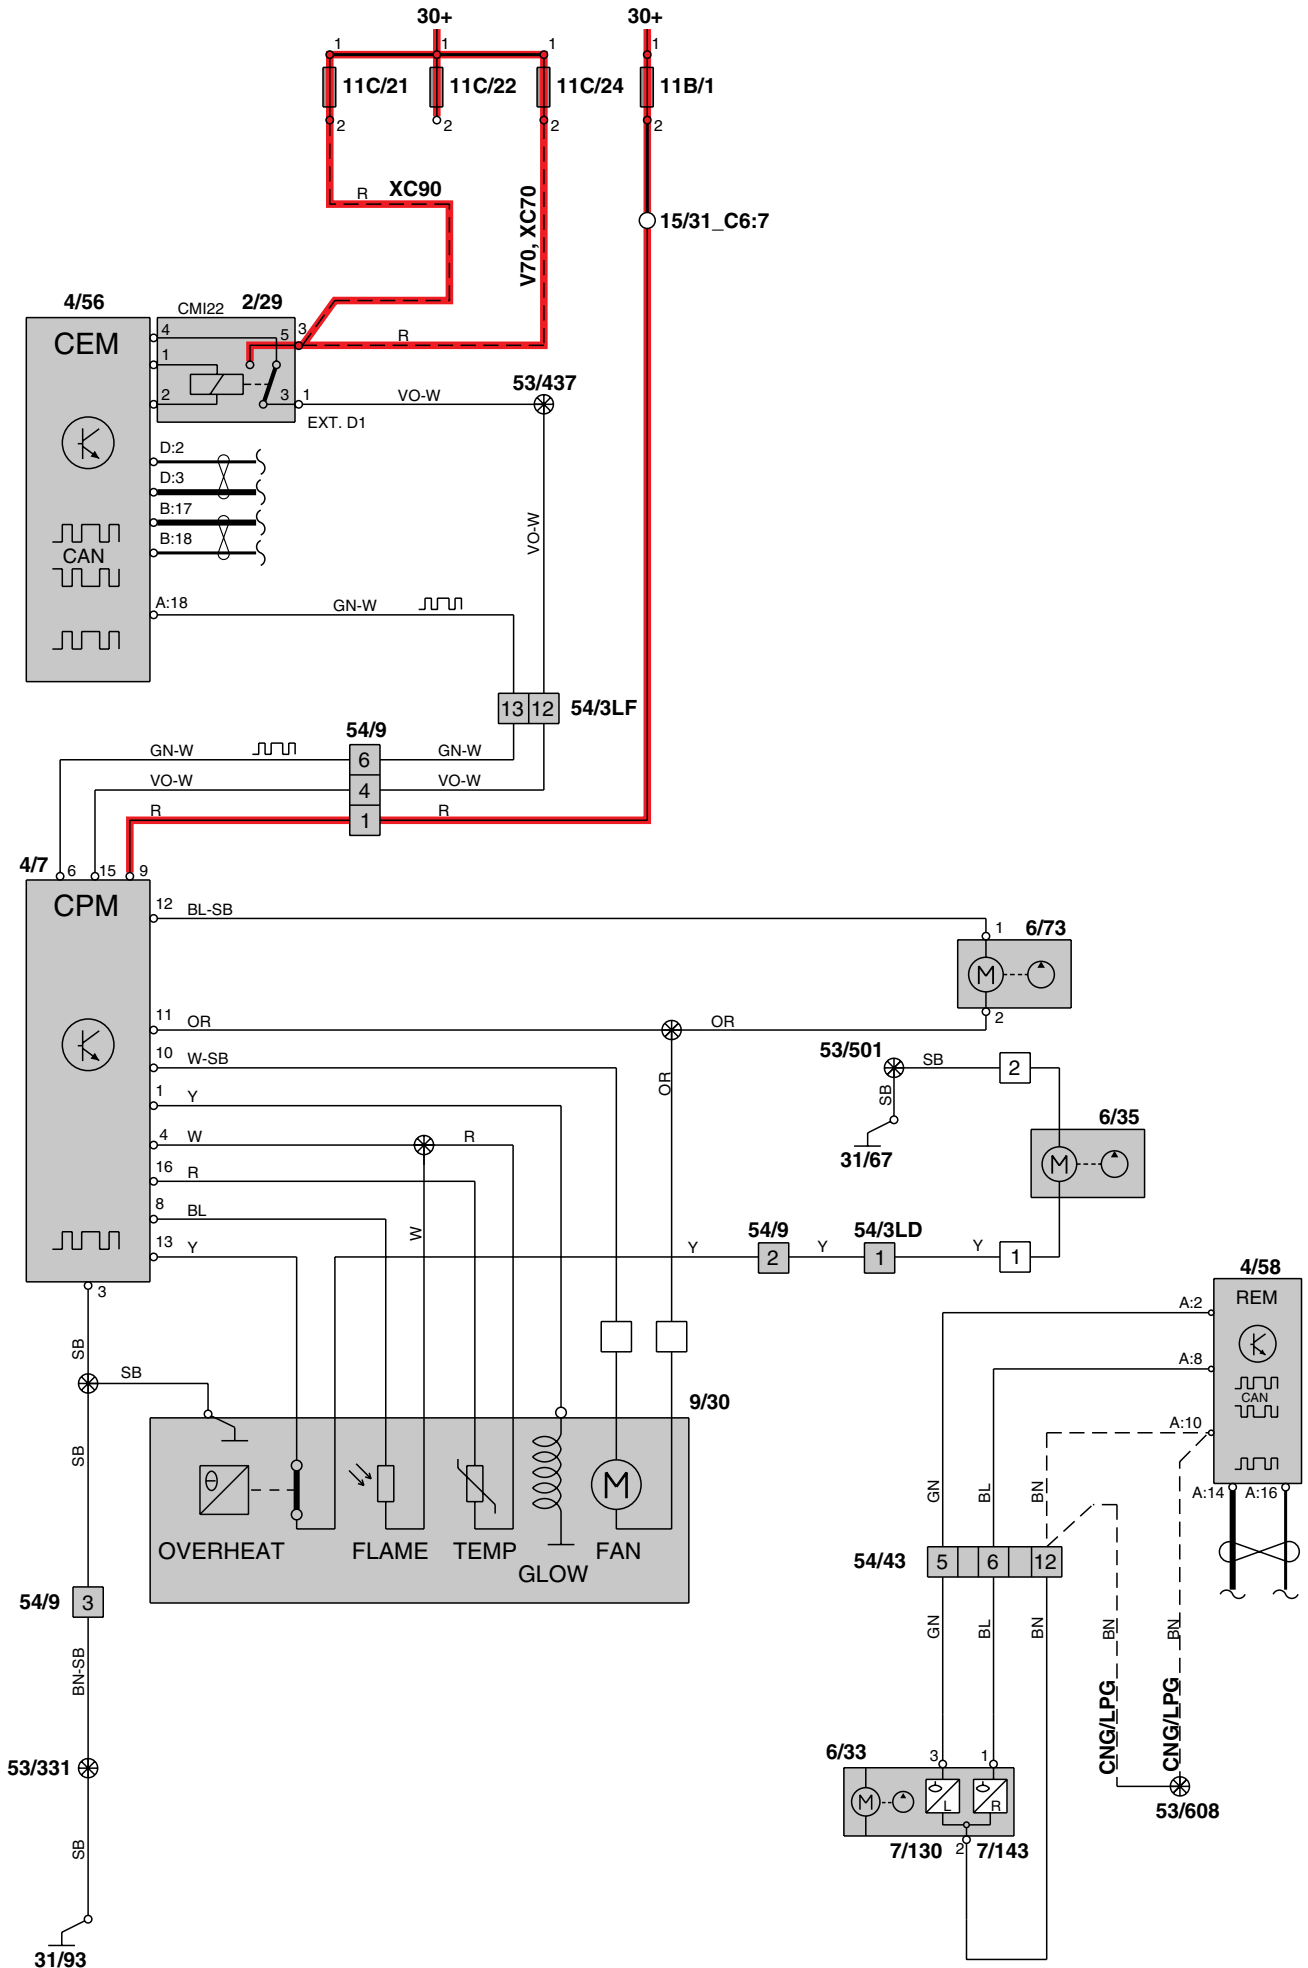 30+ 30+
1 1 1 1
11C/21 11C/22 11C/24 11B/1
2 2 2 2
R XC90
V70, XC70
15/31_C6:7
4/56 CMI22 2/29
CEM
4 5 3
R
1
2 3 1 VO-W 53/437
EXT. D1
D:2
D:3
B:17
B:18
CAN
VO-W
A:18 GN-W
13 12 54/3LF
54/9
GN-W 6 GN-W
VO-W 4 VO-W
R 1 R
4/7 6 15 9
CPM
12 BL-SB
1 6/73
M
2
11 OR OR
10 W-SB
OR
53/501 SB 2
SB
31/67
1 Y
6/35
M
4 W R
16 R
8 BL
W
13 Y
Y 54/9 2 Y 54/3LD 1 Y 1
3
SB
SB
SB
9/30
Θ
M
OVERHEAT FLAME TEMP FAN
GLOW
4/58
REM
A:2
A:8
CAN
A:10
A:14 A:16
GN BL BN
54/43 5 6 12
GN BL BN BN BN
CNG/LPG CNG/LPG
54/9 3
BN-SB
53/331
SB
31/93
6/33 3 1
M L R
7/130 2 7/143
53/608